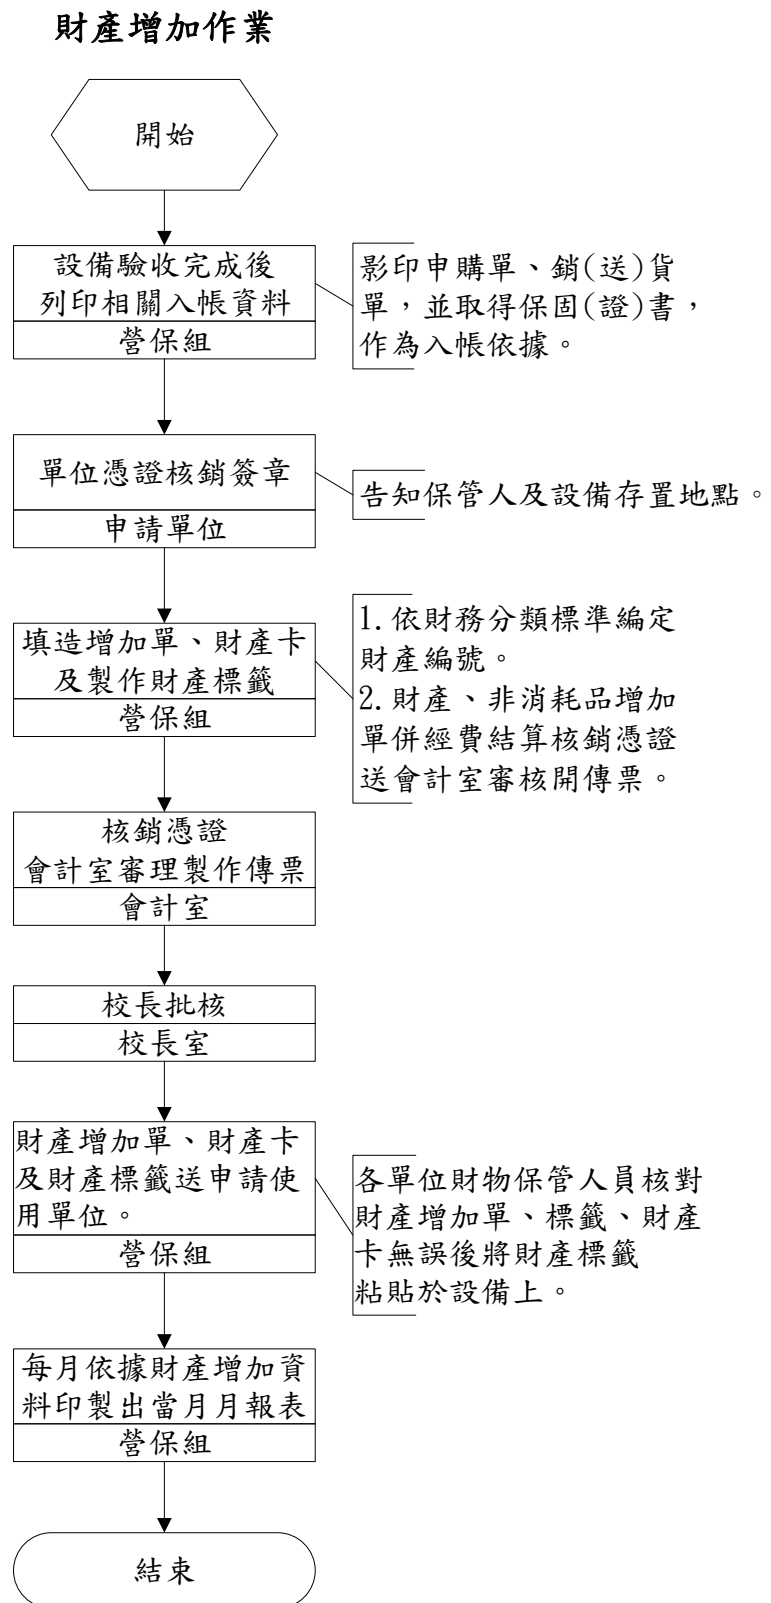 財產增加作業
開始
設備驗收完成後
列印相關入帳資料
營保組
影印申購單、銷(送)貨
單，並取得保固(證)書，
作為入帳依據。
單位憑證核銷簽章
申請單位
告知保管人及設備存置地點。
填造增加單、財產卡
及製作財產標籤
營保組
1.依財務分類標準編定
財產編號。
2.財產、非消耗品增加
單併經費結算核銷憑證
送會計室審核開傳票。
核銷憑證
會計室審理製作傳票
會計室
校長批核
校長室
財產增加單、財產卡
及財產標籤送申請使
用單位。
營保組
各單位財物保管人員核對
財產增加單、標籤、財產
卡無誤後將財產標籤
粘貼於設備上。
每月依據財產增加資
料印製出當月月報表
營保組
結束